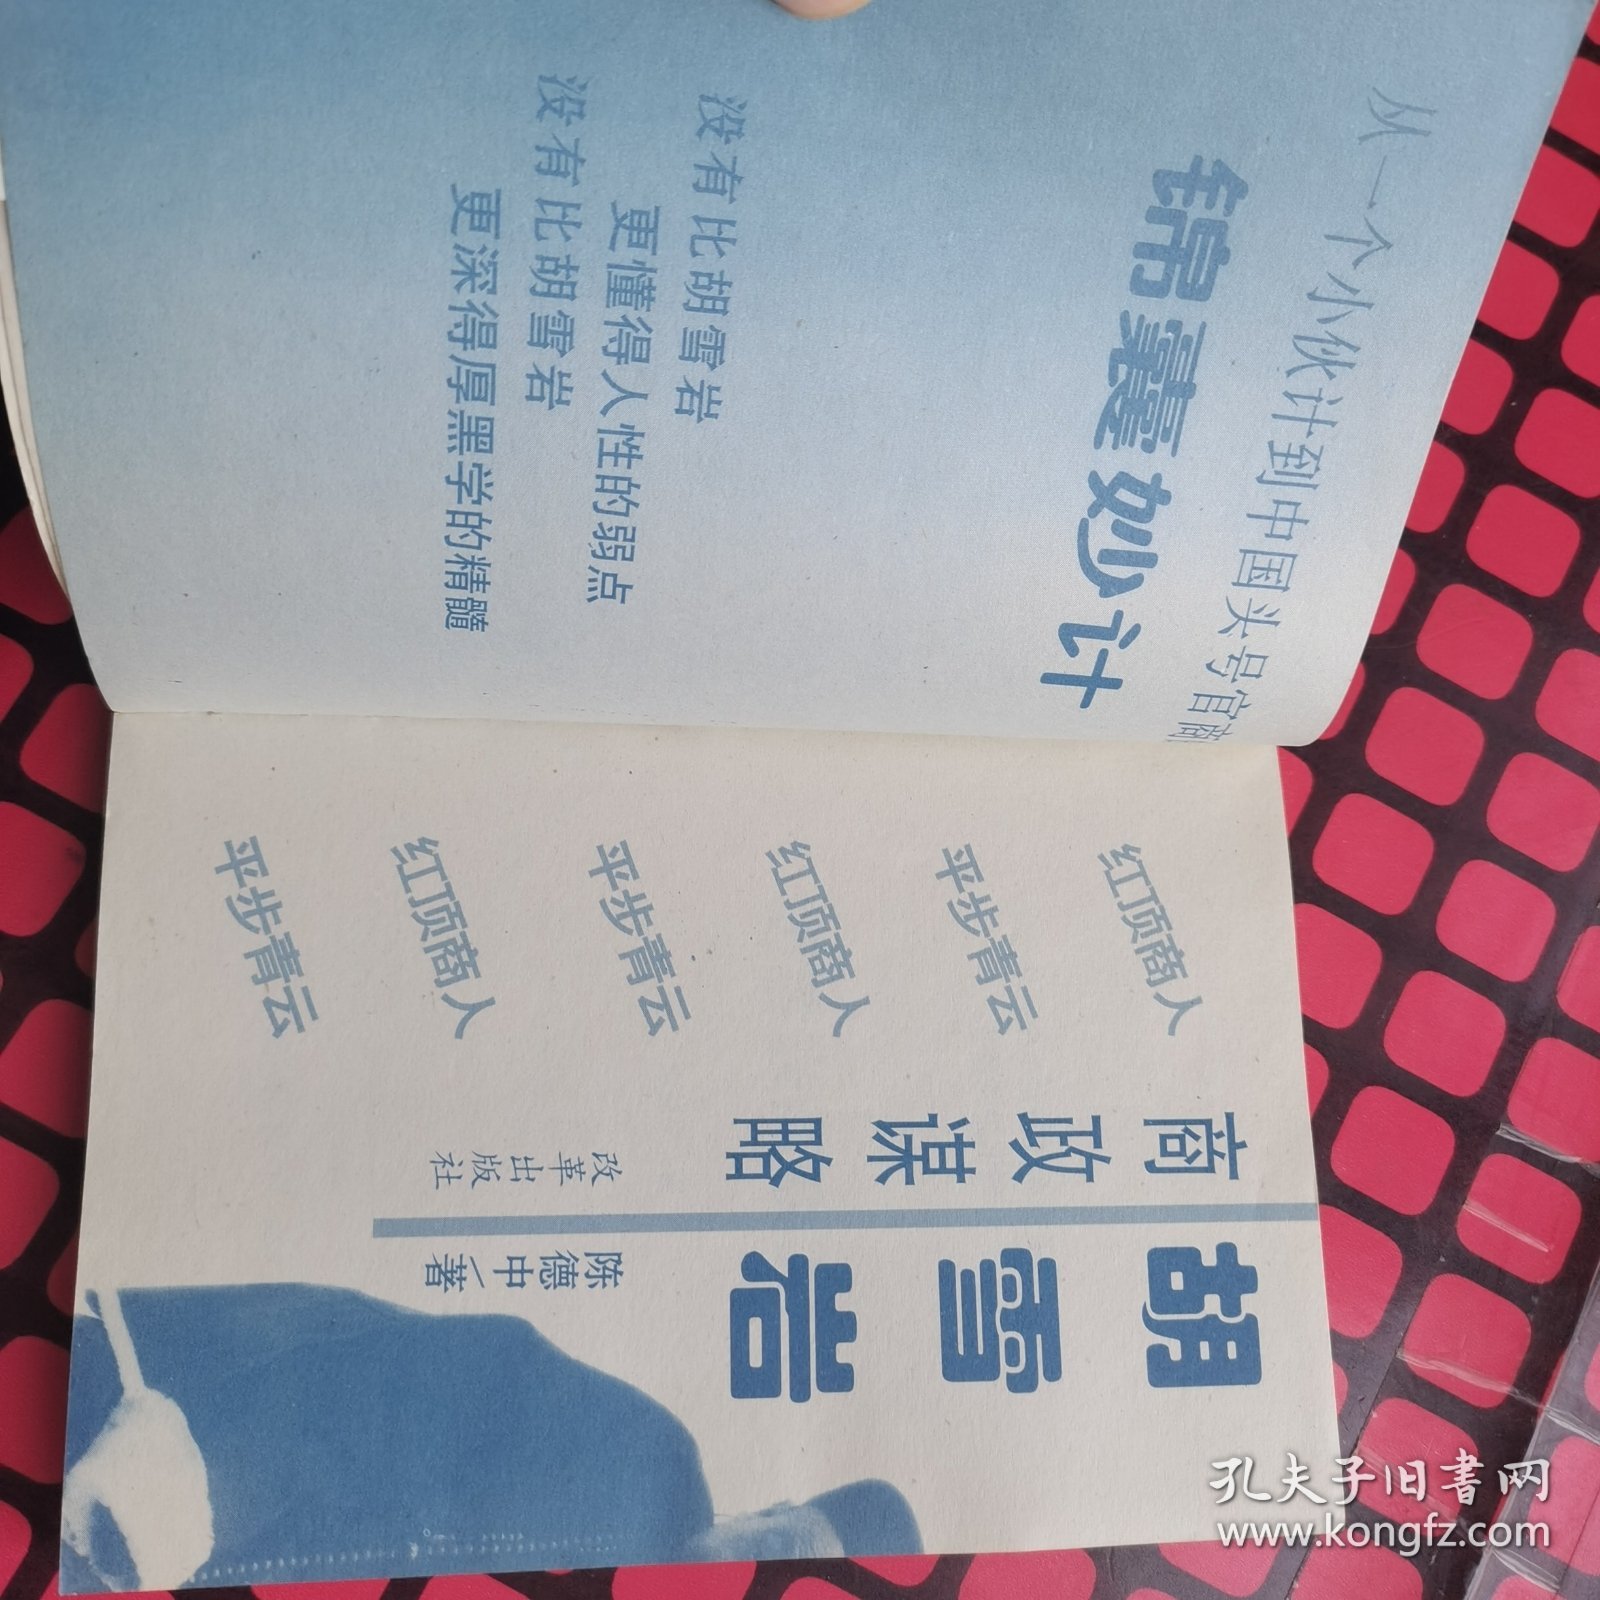 从一个小伙计到中国头号官商
锦囊妙计
没有比胡雪岩
更懂得人性的弱点
没有比胡雪岩
更深得厚黑学的精髓
红顶商人
平步青云
红顶商人
平步青云
红顶商人
平步青云
商政谋略
改革出版社
胡雪岩
陈德中/著
孔夫子旧书网
www.kongfz.com